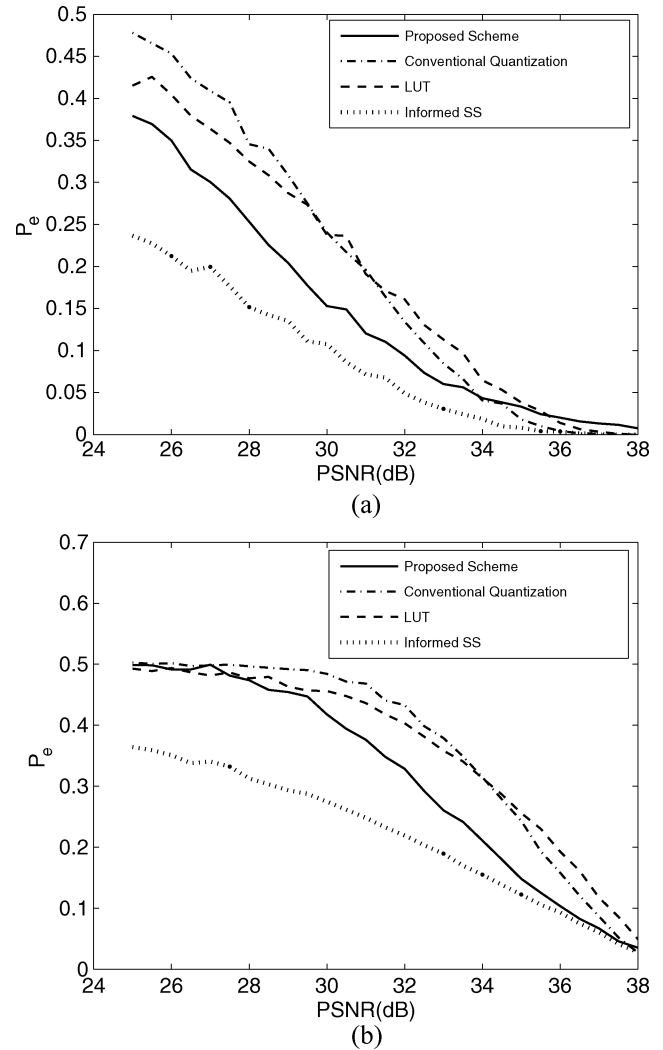 0.5
0.45
0.4
0.35
0.3
0.25
0.2
0.15
0.1
0.05
0
Pe
Proposed Scheme
Conventional Quantization
LUT
Informed SS
24 26 28 30 32 34 36 38
PSNR(dB)
(a)
0.7
0.6
0.5
0.4
0.3
0.2
0.1
0
Pe
Proposed Scheme
Conventional Quantization
LUT
Informed SS
24 26 28 30 32 34 36 38
PSNR(dB)
(b)